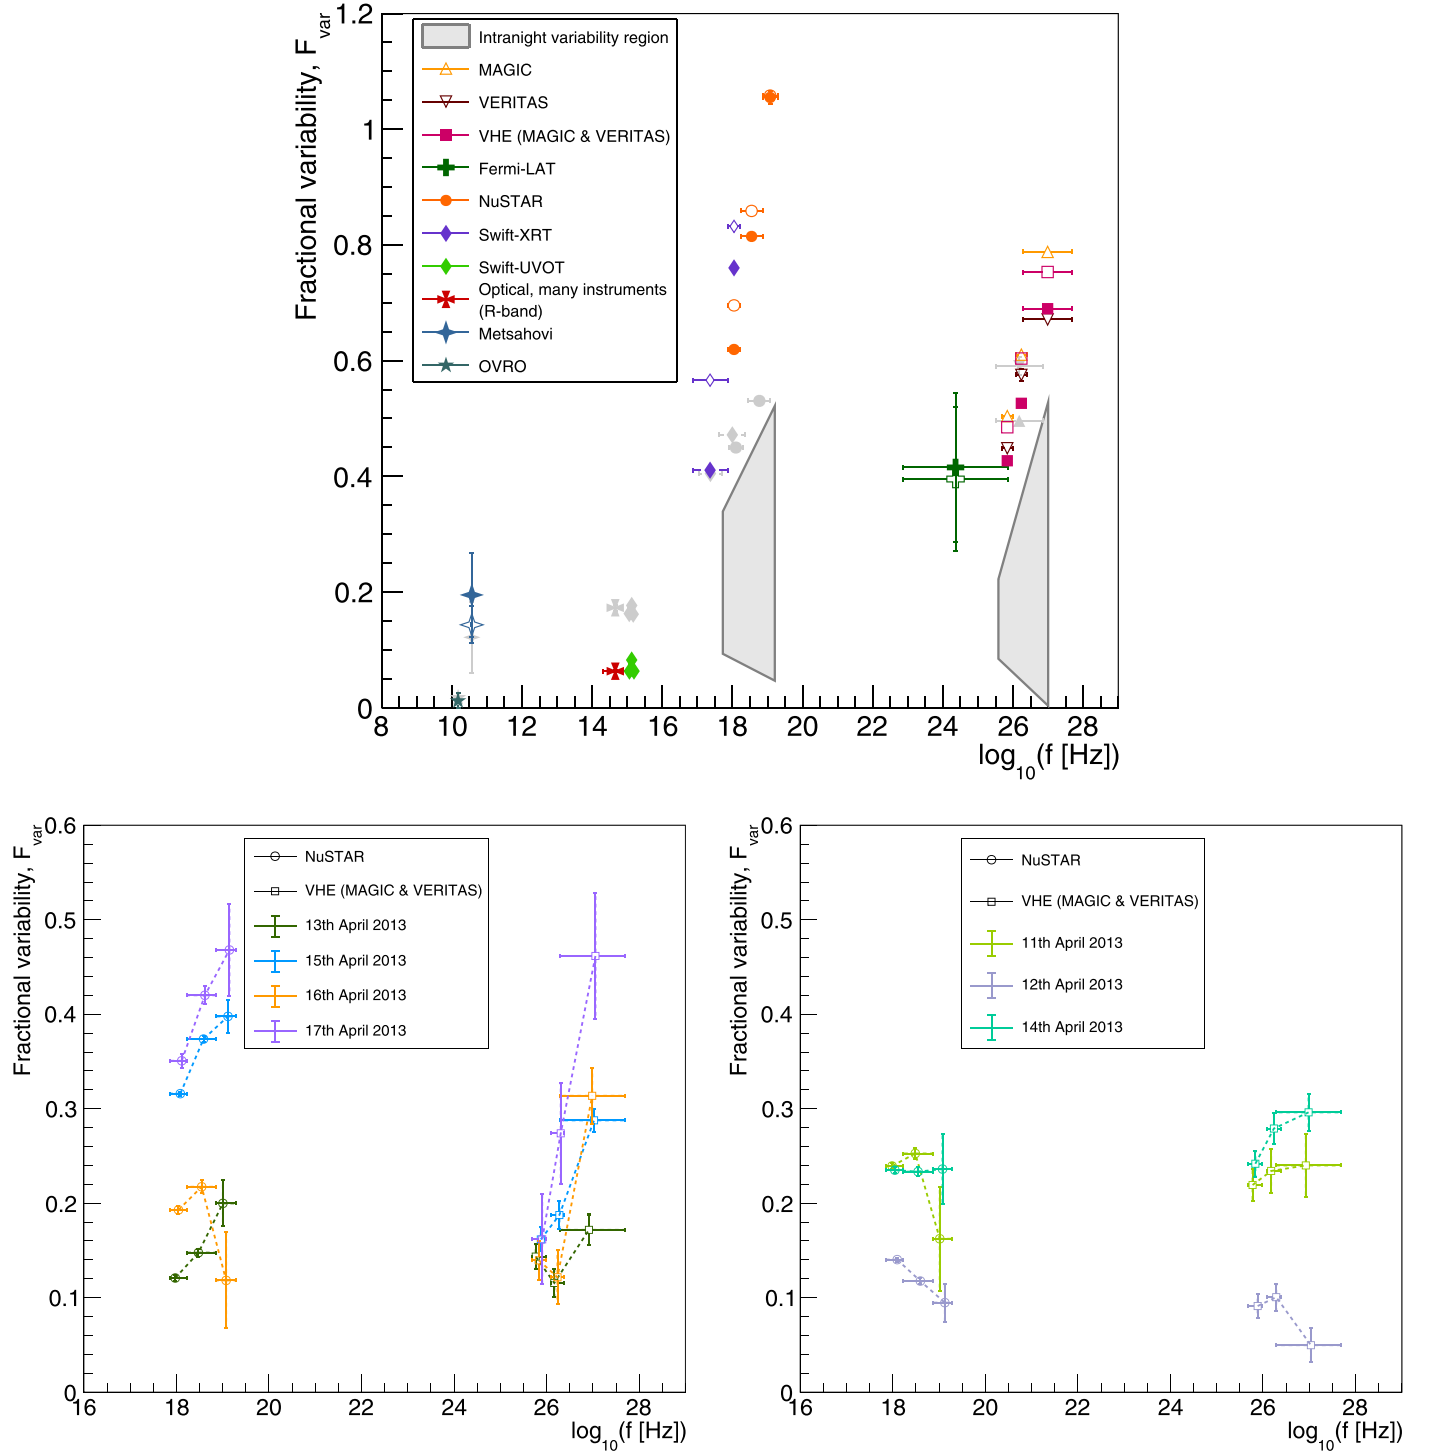 Fractional variability, Fvar
1.2
1
0.8
0.6
0.4
0.2
0
Intranight variability region
MAGIC
VERITAS
VHE (MAGIC & VERITAS)
Fermi-LAT
NuSTAR
Swift-XRT
Swift-UVOT
Optical, many instruments
(R-band)
Metsahovi
OVRO
8 10 12 14 16 18 20 22 24 26 28
log10(f [Hz])
Fractional variability, Fvar
0.6
0.5
0.4
0.3
0.2
0.1
0
NuSTAR
VHE (MAGIC & VERITAS)
13th April 2013
15th April 2013
16th April 2013
17th April 2013
16 18 20 22 24 26 28
log10(f [Hz])
Fractional variability, Fvar
0.6
0.5
0.4
0.3
0.2
0.1
0
NuSTAR
VHE (MAGIC & VERITAS)
11th April 2013
12th April 2013
14th April 2013
16 18 20 22 24 26 28
log10(f [Hz])